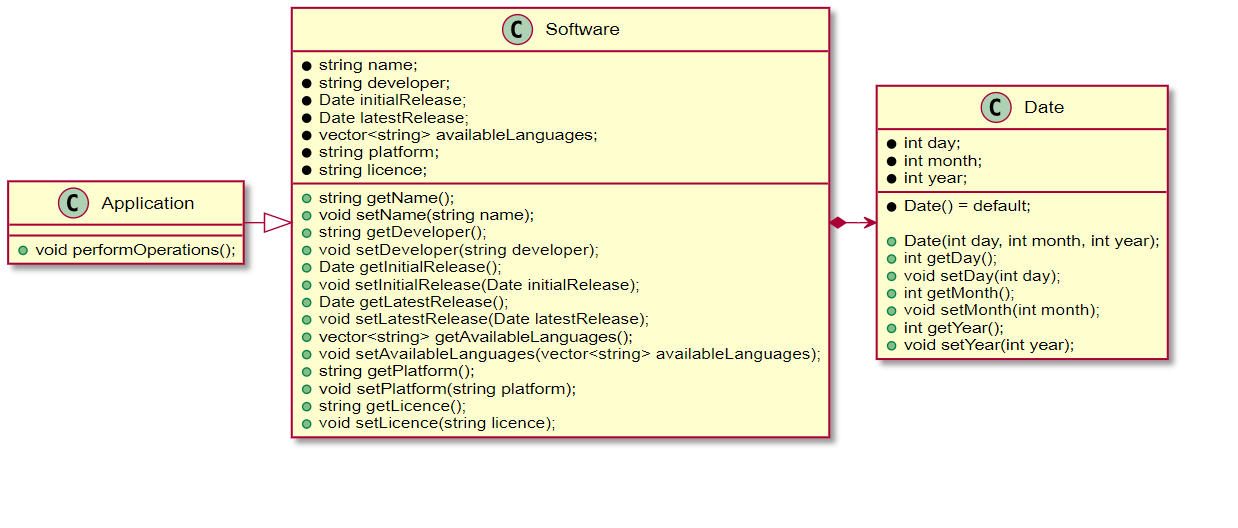 C Application
void performOperations();
C Software
string name;
string developer;
Date initialRelease;
Date latestRelease;
vector<string> availableLanguages;
string platform;
string licence;
string getName();
void setName(string name);
string getDeveloper();
void setDeveloper(string developer);
Date getInitialRelease();
void setInitialRelease(Date initialRelease);
Date getLatestRelease();
void setLatestRelease(Date latestRelease);
vector<string> getAvailableLanguages();
void setAvailableLanguages(vector<string> availableLanguages);
string getPlatform();
void setPlatform(string platform);
string getLicence();
void setLicence(string licence);
C Date
int day;
int month;
int year;
Date() = default;
Date(int day, int month, int year);
int getDay();
void setDay(int day);
int getMonth();
void setMonth(int month);
int getYear();
void setYear(int year);